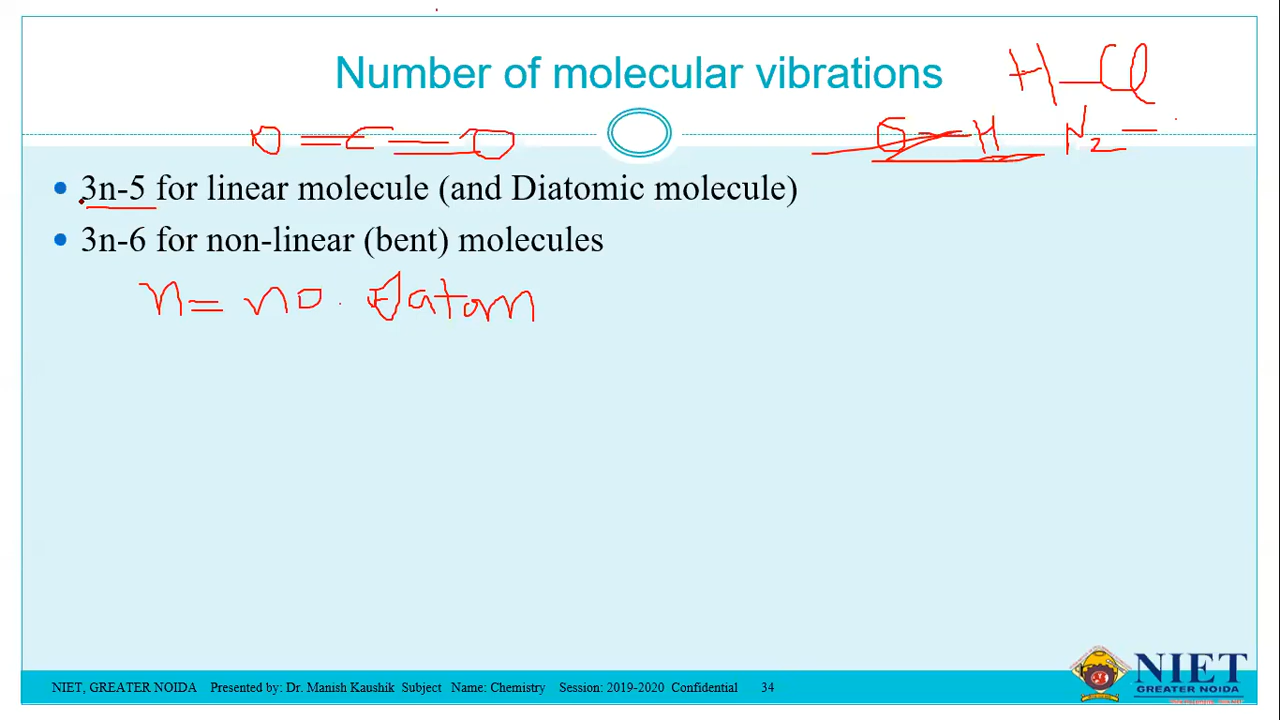 Number of molecular vibrations
H-Cl
O=C=O
H N2 =
• 3n-5 for linear molecule (and Diatomic molecule)
• 3n-6 for non-linear (bent) molecules
n= no. of atom
NIET, GREATER NOIDA Presented by: Dr. Manish Kaushik Subject Name: Chemistry Session: 2019-2020 Confidential 34
NIET
GREATER NOIDA